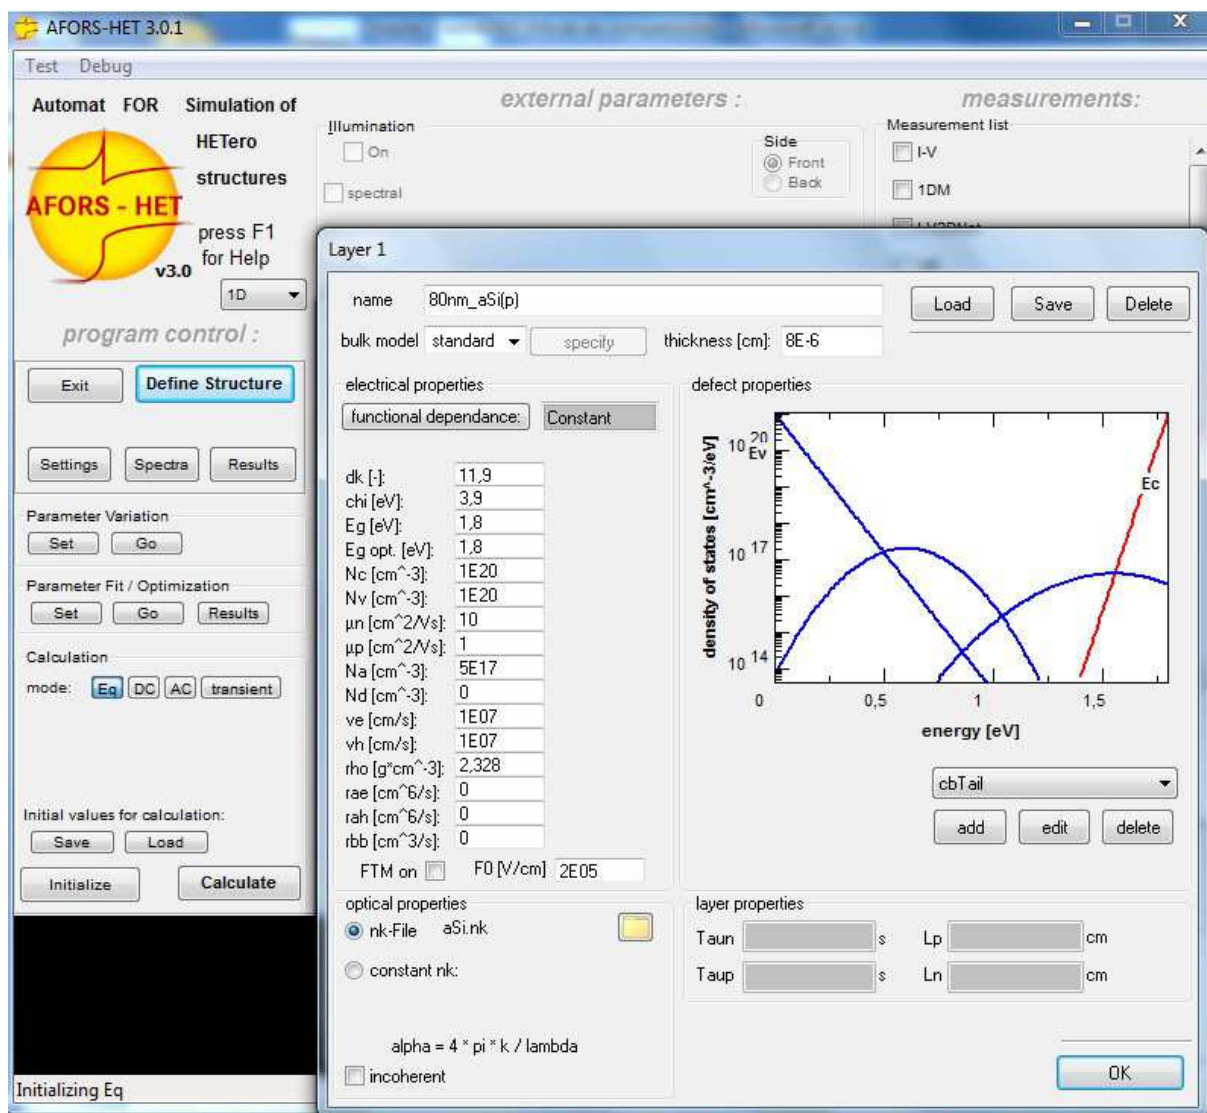 AFORS-HET 3.0.1
Test Debug
Automat FOR Simulation of
HETero
structures
AFORS - HET
v3.0
press F1
for Help
1D
program control :
Exit
Define Structure
Settings
Spectra
Results
Parameter Variation
Set
Go
Parameter Fit / Optimization
Set
Go
Results
Calculation
mode: Eq DC AC transient
Initial values for calculation:
Save
Load
Initialize
Calculate
Initializing Eq
external parameters :
Illumination
On
spectral
Side
Front
Back
measurements:
Measurement list
I-V
1DM
Layer 1
name 80nm_aSi(p)
Load
Save
Delete
bulk model standard specify thickness [cm]: 8E-6
electrical properties
functional dependance: Constant
dk [-]: 11,9
chi [eV]: 3,9
Eg [eV]: 1,8
Eg opt. [eV]: 1,8
Nc [cm^-3]: 1E20
Nv [cm^-3]: 1E20
µn [cm^2/Vs]: 10
µp [cm^2/Vs]: 1
Na [cm^-3]: 5E17
Nd [cm^-3]: 0
ve [cm/s]: 1E07
vh [cm/s]: 1E07
rho [g*cm^-3]: 2,328
rae [cm^6/s]: 0
rah [cm^6/s]: 0
rbb [cm^3/s]: 0
FTM on F0 [V/cm] 2E05
defect properties
density of states [cm^-3/eV]
10 20
Ev
Ec
10 17
10 14
0 0,5 1 1,5
energy [eV]
cbTail
add
edit
delete
optical properties
nk-File aSi.nk
constant nk:
alpha = 4 * pi * k / lambda
incoherent
layer properties
Taun s Lp cm
Taup s Ln cm
OK